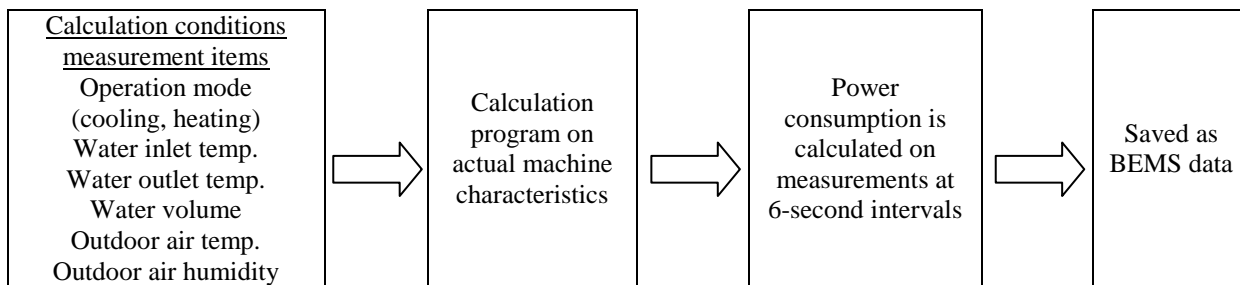 Calculation conditions
measurement items
Operation mode
(cooling, heating)
Water inlet temp.
Water outlet temp.
Water volume
Outdoor air temp.
Outdoor air humidity
Calculation
program on
actual machine
characteristics
Power
consumption is
calculated on
measurements at
6-second intervals
Saved as
BEMS data